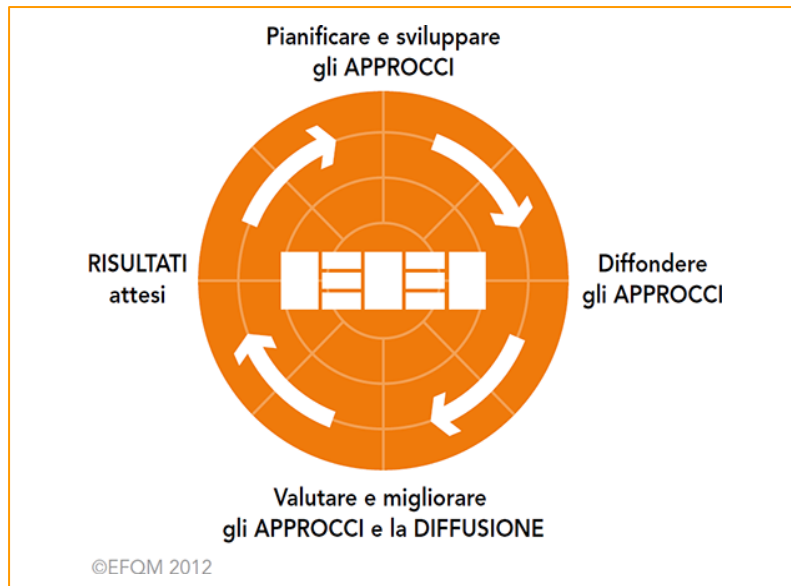 Pianificare e sviluppare
gli APPROCCI
RISULTATI
attesi
Diffondere
gli APPROCCI
Valutare e migliorare
gli APPROCCI e la DIFFUSIONE
©EFQM 2012